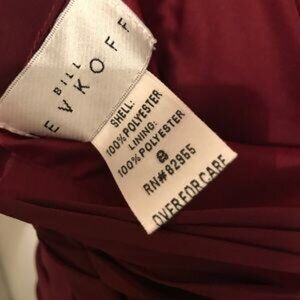 BILL
EVKOFF
SHELL:
100% POLYESTER
LINING:
100% POLYESTER
8
RN# 82965
OVER FOR CARE